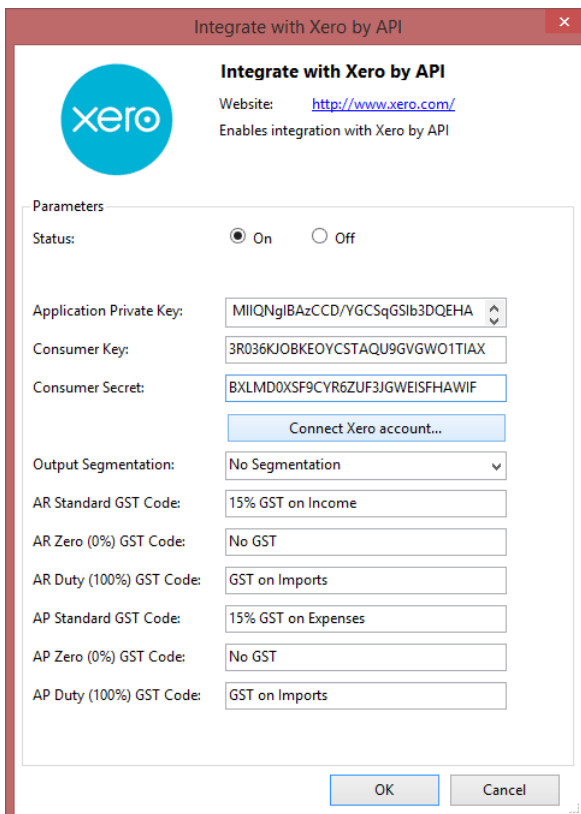 Integrate with Xero by API
xero
Integrate with Xero by API
Website: http://www.xero.com/
Enables integration with Xero by API
Parameters
Status: On Off
Application Private Key: MIIQNgIBAzCCD/YGCSqGSIb3DQEHA
Consumer Key: 3R036KJOBKEOYCSTAQU9GVGWO1TIAX
Consumer Secret: BXLMD0XSF9CYR6ZUF3JGWEISFHAWIF
Connect Xero account...
Output Segmentation: No Segmentation
AR Standard GST Code: 15% GST on Income
AR Zero (0%) GST Code: No GST
AR Duty (100%) GST Code: GST on Imports
AP Standard GST Code: 15% GST on Expenses
AP Zero (0%) GST Code: No GST
AP Duty (100%) GST Code: GST on Imports
OK Cancel